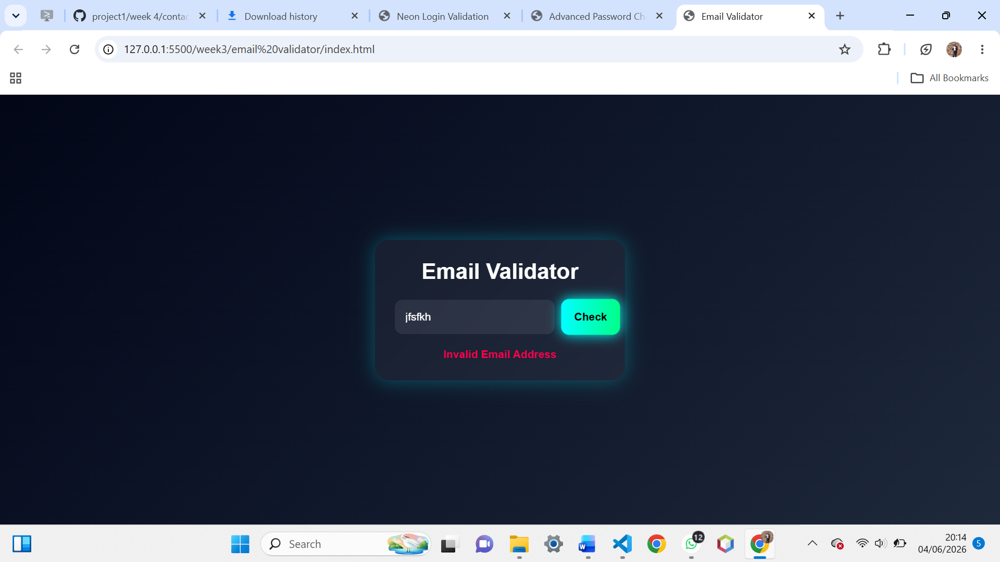 project1/week 4/contac
Download history
Neon Login Validation
Advanced Password Ch
Email Validator
127.0.0.1:5500/week3/email%20validator/index.html
All Bookmarks
Email Validator
jfsfkh
Check
Invalid Email Address
Search
W
12
20:14
04/06/2026
5